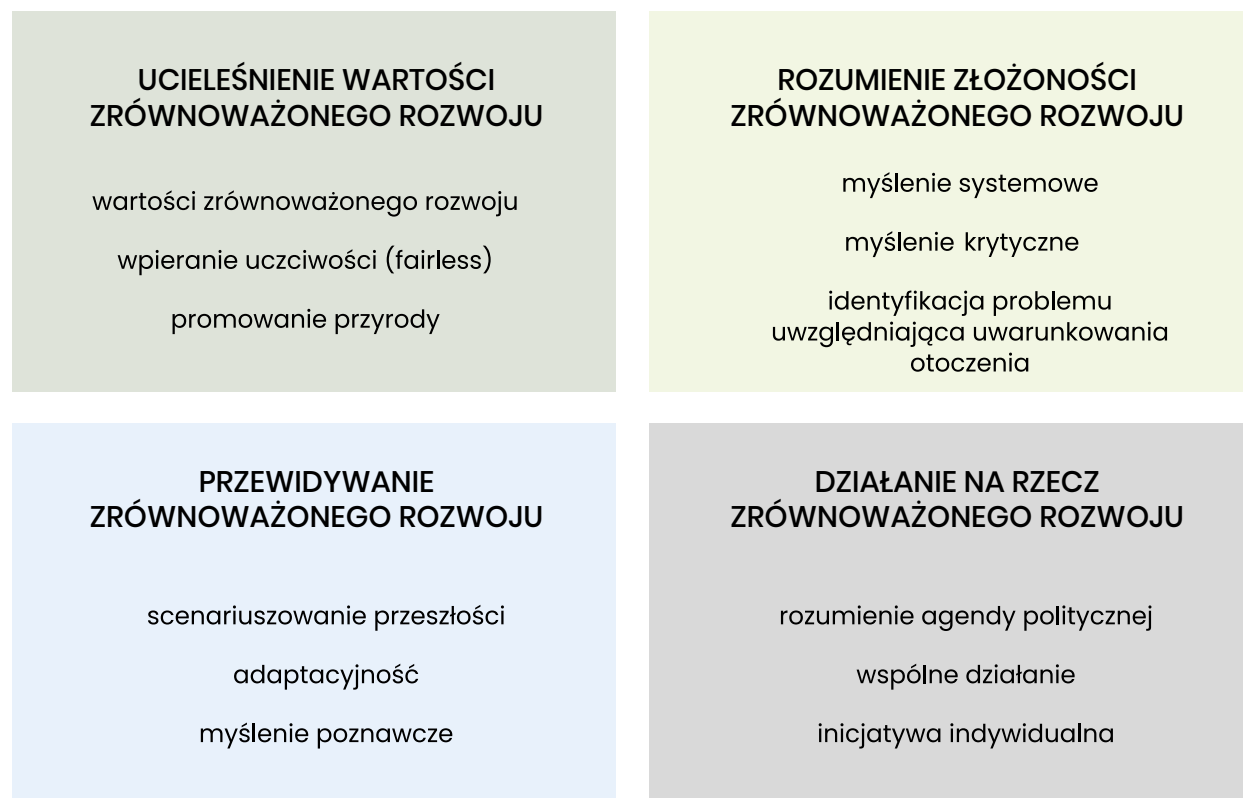 UCIELEŚNIENIE WARTOŚCI
ZRÓWNOWAŻONEGO ROZWOJU
wartości zrównoważonego rozwoju
wpieranie uczciwości (fairless)
promowanie przyrody
ROZUMIENIE ZŁOŻONOŚCI
ZRÓWNOWAŻONEGO ROZWOJU
myślenie systemowe
myślenie krytyczne
identyfikacja problemu
uwzględniająca uwarunkowania
otoczenia
PRZEWIDYWANIE
ZRÓWNOWAŻONEGO ROZWOJU
scenariuszowanie przeszłości
adaptacyjność
myślenie poznawcze
DZIAŁANIE NA RZECZ
ZRÓWNOWAŻONEGO ROZWOJU
rozumienie agendy politycznej
wspólne działanie
inicjatywa indywidualna